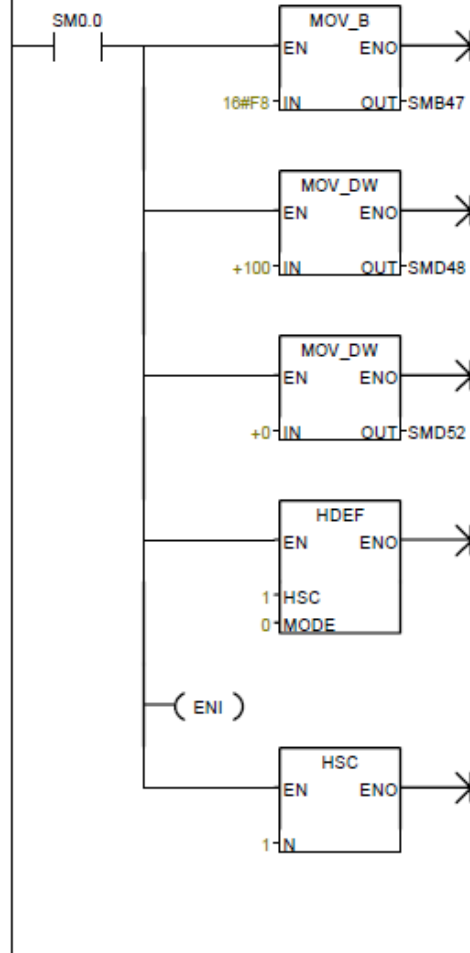 SM0.0
MOV_B
EN ENO
16#F8 IN OUT SMB47
MOV_DW
EN ENO
+100 IN OUT SMD48
MOV_DW
EN ENO
+0 IN OUT SMD52
HDEF
EN ENO
1 HSC
0 MODE
( ENI )
HSC
EN ENO
1 N